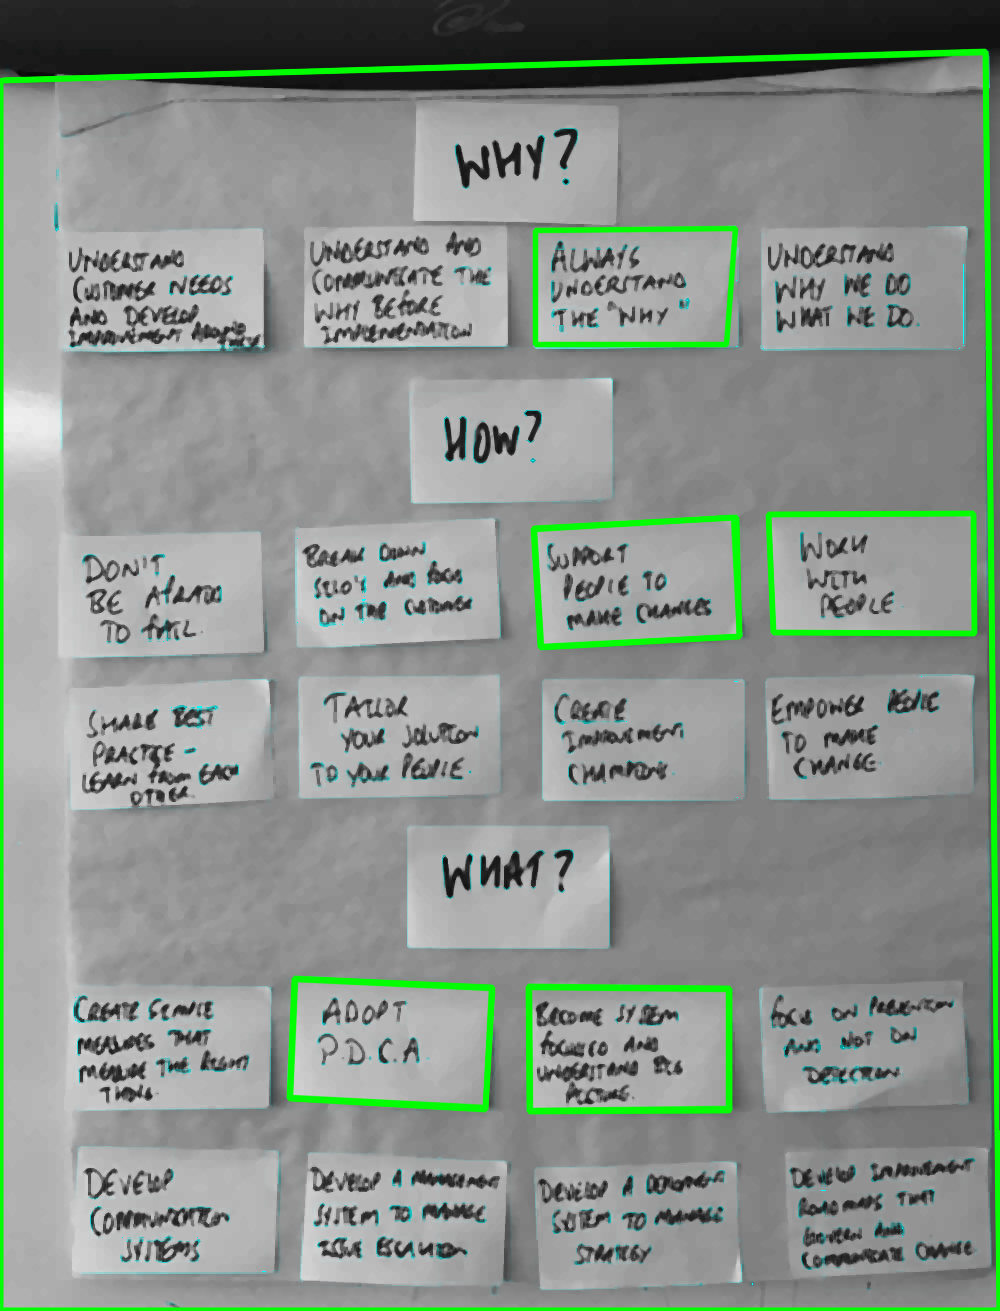 WHY?
UNDERSTAND
CUSTOMER NEEDS
AND DEVELOP
IMPROVEMENT AROUND
THESE
UNDERSTAND AND
COMMUNICATE THE
WHY BEFORE
IMPLEMENTATION
ALWAYS
UNDERSTAND
THE "WHY"
UNDERSTAND
WHY WE DO
WHAT WE DO.
HOW?
DON'T
BE AFRAID
TO FAIL.
BREAK DOWN
SILO'S AND FOCUS
ON THE CUSTOMER
SUPPORT
PEOPLE TO
MAKE CHANGES
WORK
WITH
PEOPLE
SHARE BEST
PRACTICE -
LEARN FROM EACH
OTHER.
TAILOR
YOUR SOLUTION
TO YOUR PEOPLE.
CREATE
IMPROVEMENT
CHAMPIONS.
EMPOWER PEOPLE
TO MAKE
CHANGE.
WHAT?
CREATE SIMPLE
MEASURES THAT
MEASURE THE RIGHT
THING.
ADOPT
P.D.C.A.
BECOME SYSTEM
FOCUSED AND
UNDERSTAND BIG
PICTURE.
FOCUS ON PREVENTION
AND NOT ON
DETECTION
DEVELOP
COMMUNICATION
SYSTEMS
DEVELOP A MANAGEMENT
SYSTEM TO MANAGE
ISSUE ESCALATION
DEVELOP A DEPLOYMENT
SYSTEM TO MANAGE
STRATEGY
DEVELOP IMPROVEMENT
ROADMAPS THAT
GOVERN AND
COMMUNICATE CHANGE.